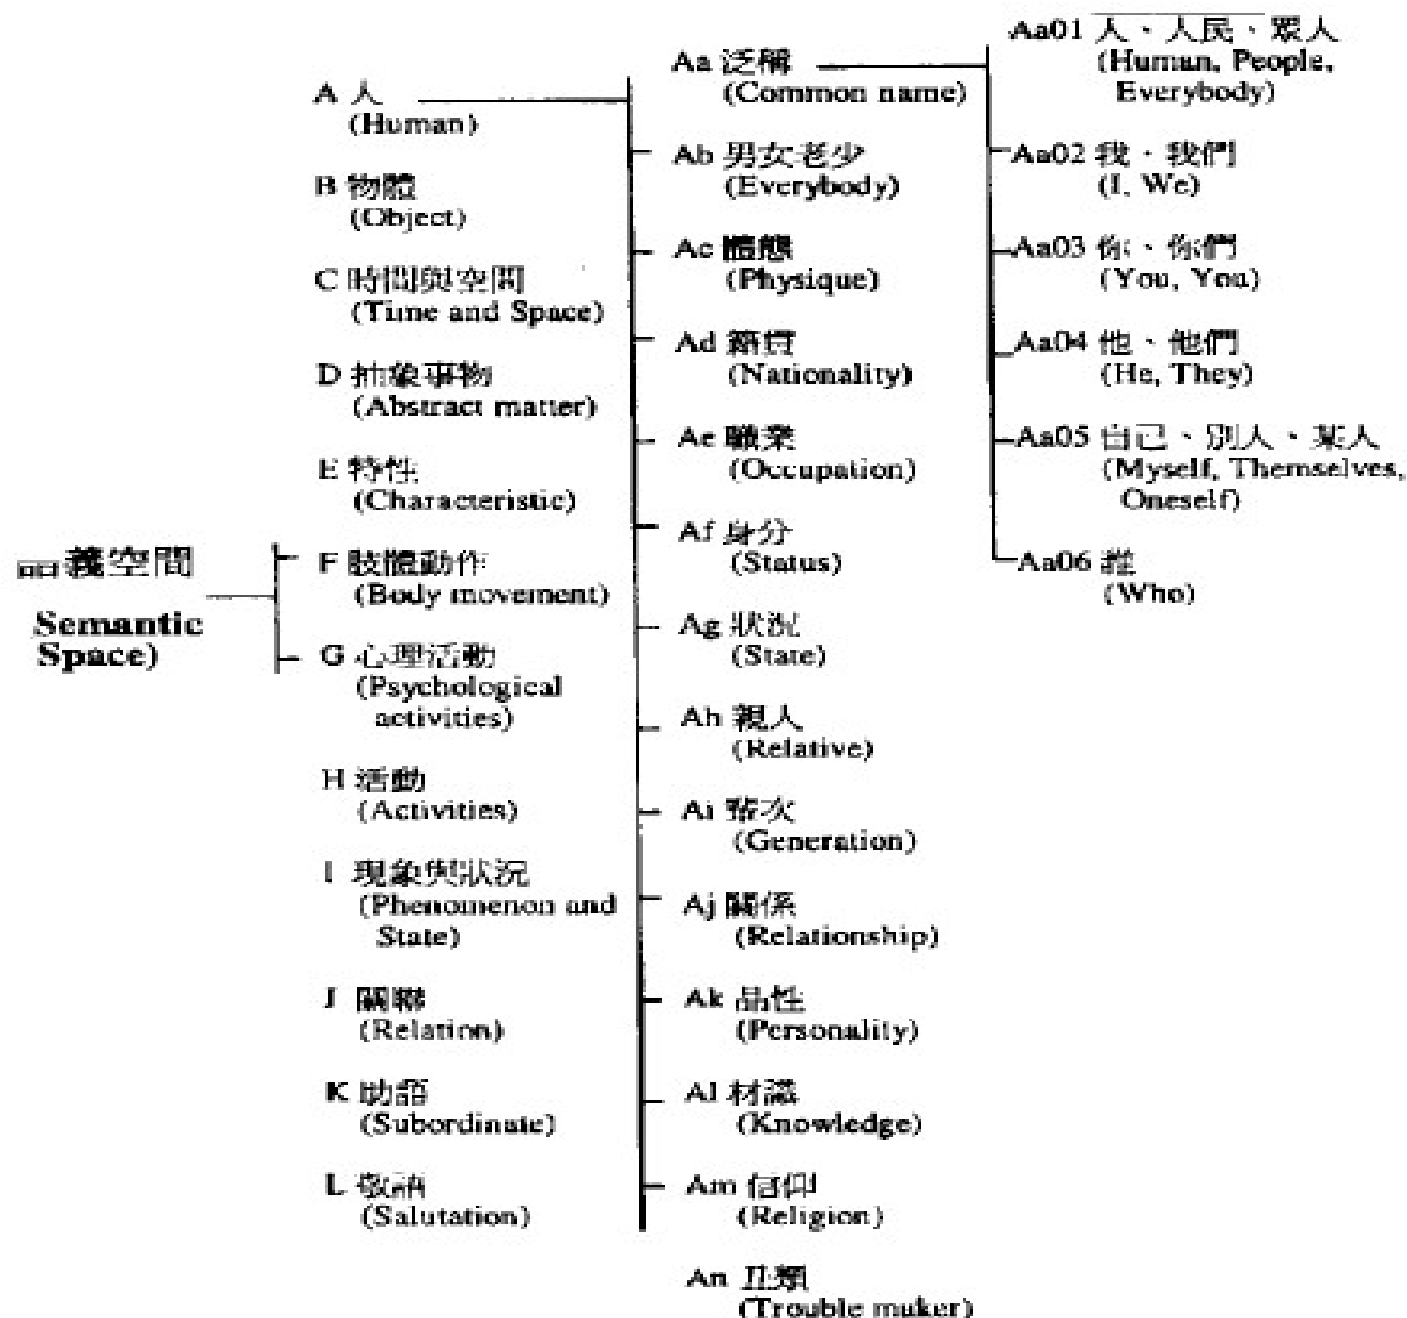 語義空間
Semantic
Space)
A 人
(Human)
B 物體
(Object)
C 時間與空間
(Time and Space)
D 抽象事物
(Abstract matter)
E 特性
(Characteristic)
F 肢體動作
(Body movement)
G 心理活動
(Psychological
activities)
H 活動
(Activities)
I 現象與狀況
(Phenomenon and
State)
J 關聯
(Relation)
K 助語
(Subordinate)
L 敬語
(Salutation)
Aa 泛稱
(Common name)
Ab 男女老少
(Everybody)
Ac 體態
(Physique)
Ad 籍貫
(Nationality)
Ae 職業
(Occupation)
Af 身分
(Status)
Ag 狀況
(State)
Ah 親人
(Relative)
Ai 輩次
(Generation)
Aj 關係
(Relationship)
Ak 品性
(Personality)
Al 材識
(Knowledge)
Am 信仰
(Religion)
An
(Trouble maker)
Aa01 人、人民、眾人
(Human, People,
Everybody)
Aa02 我、我們
(I, We)
Aa03 你、你們
(You, You)
Aa04 他、他們
(He, They)
Aa05 自己、別人、某人
(Myself, Themselves,
Oneself)
Aa06 誰
(Who)